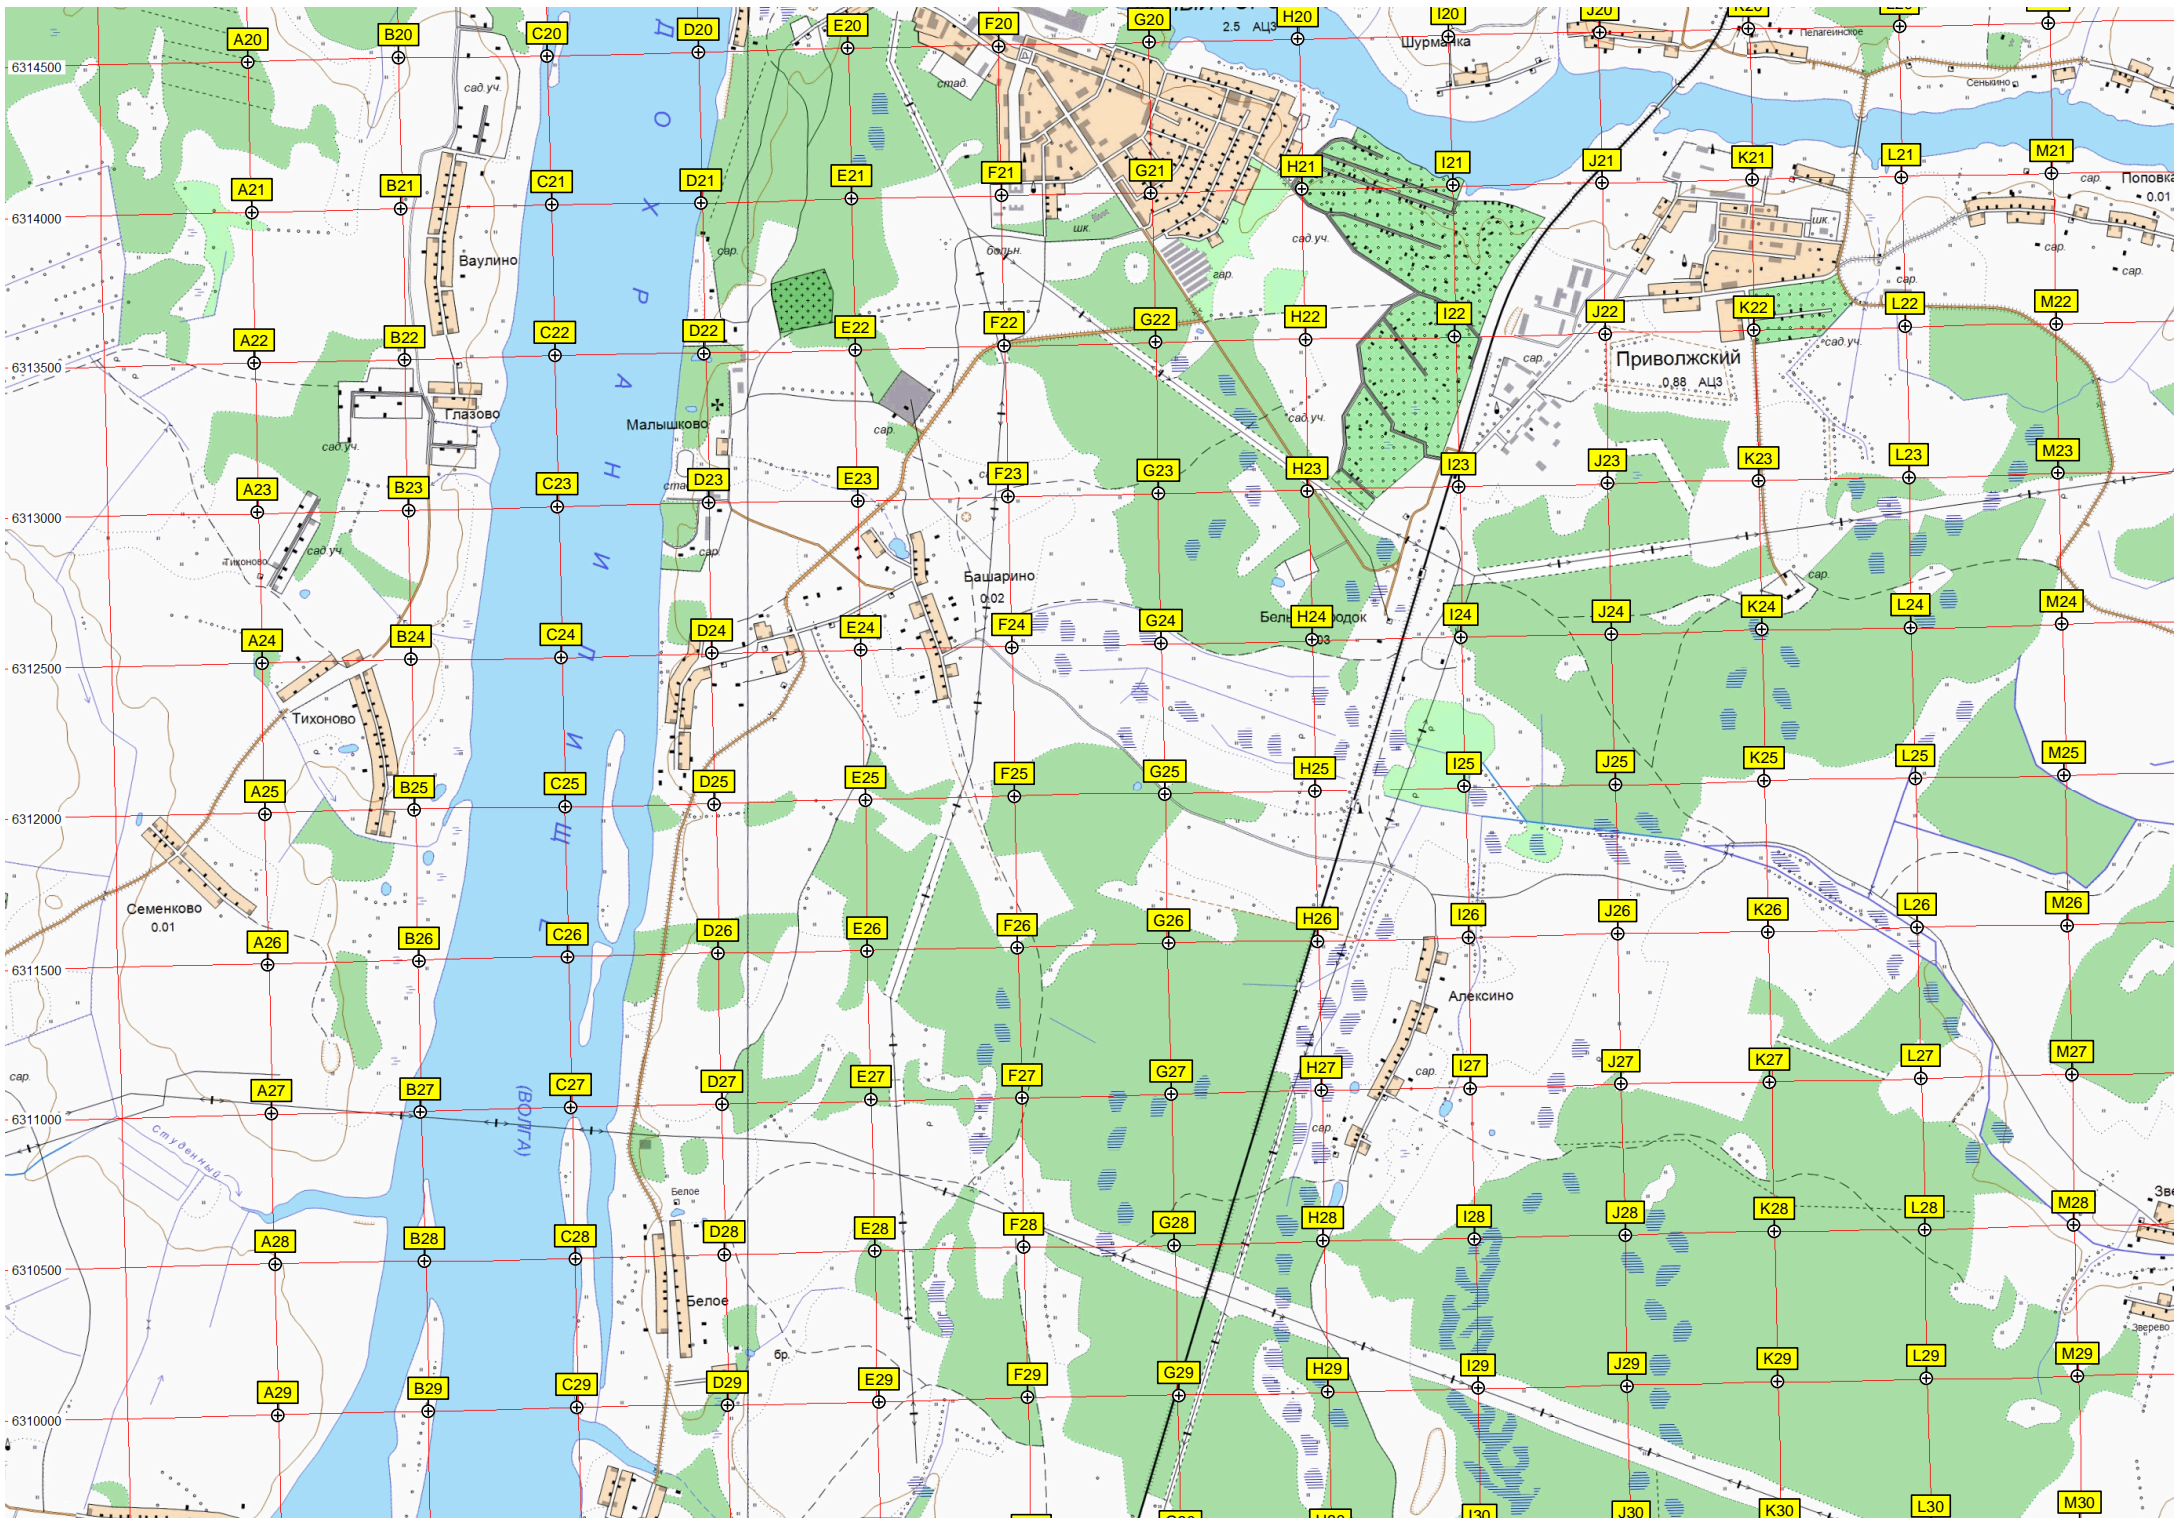 2.5 АЦЗ
A20 B20 C20 D20 E20 F20 G20 H20 I20 J20 K20
Шурманка
Пелагеинское
6314500
сад.уч.
стад.
Сенькино
A21 B21 C21 D21 E21 F21 G21 H21 I21 J21 K21 L21 M21
сар.
Поповка
0.01
6314000
шк.
шк.
сад.уч.
больн.
сар.
сар.
Ваулино
гар.
сар.
сар.
A22 B22 C22 D22 E22 F22 G22 H22 I22 J22 K22 L22 M22
сад.уч.
6313500
сар.
Приволжский
0.88 АЦЗ
Глазово
Малышково
сад.уч.
сар.
сад.уч.
A23 B23 C23 D23 E23 F23 G23 H23 I23 J23 K23 L23 M23
6313000
сад.уч.
сар.
Тихоново
Башарино
0.02
сар.
A24 B24 C24 D24 E24 F24 G24 H24 I24 J24 K24 L24 M24
6312500
Тихоново
A25 B25 C25 D25 E25 F25 G25 H25 I25 J25 K25 L25 M25
6312000
Семенково
0.01
A26 B26 C26 D26 E26 F26 G26 H26 I26 J26 K26 L26 M26
6311500
Алексино
сар.
сар.
A27 B27 C27 D27 E27 F27 G27 H27 I27 J27 K27 L27 M27
6311000
сар.
Студенный
(ВОЛГА)
Белое
Зве
A28 B28 C28 D28 E28 F28 G28 H28 I28 J28 K28 L28 M28
6310500
Белое
Зверево
бр.
A29 B29 C29 D29 E29 F29 G29 H29 I29 J29 K29 L29 M29
6310000
I30 J30 K30 L30 M30
Д О Х Р А Н И Л И Щ Е